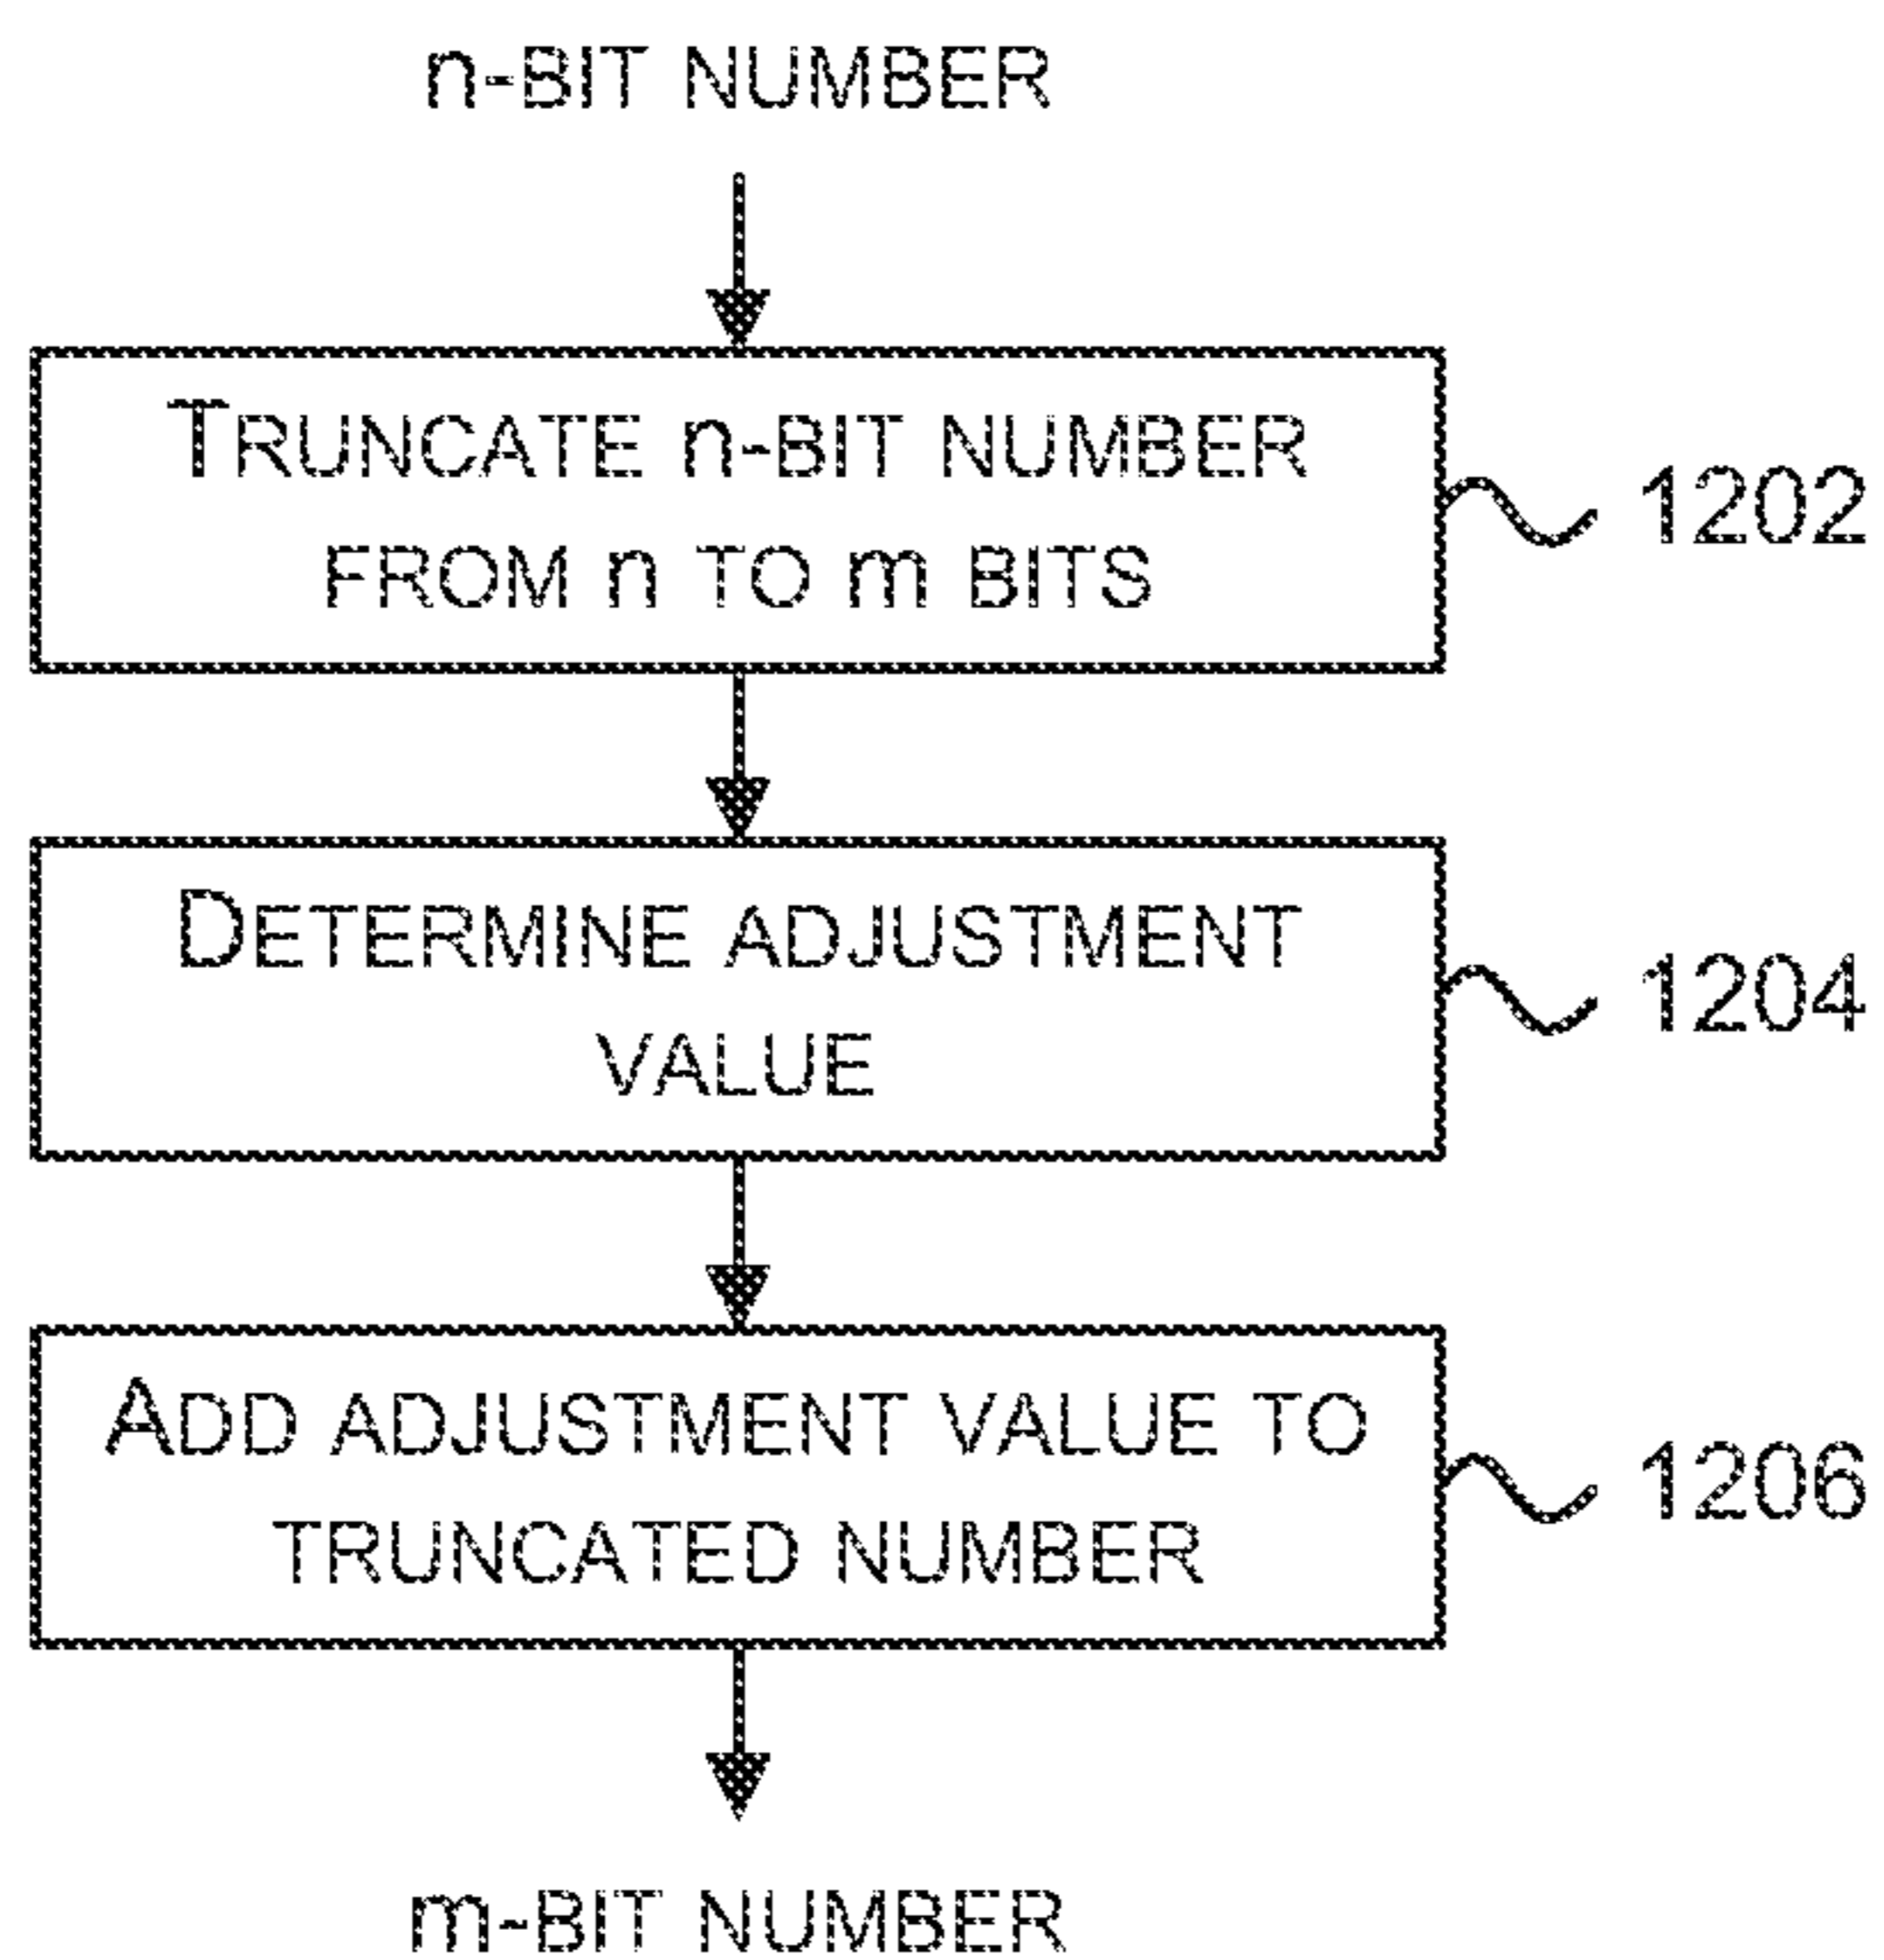 n-BIT NUMBER
TRUNCATE n-BIT NUMBER
FROM n TO m BITS
1202
DETERMINE ADJUSTMENT
VALUE
1204
ADD ADJUSTMENT VALUE TO
TRUNCATED NUMBER
1206
m-BIT NUMBER